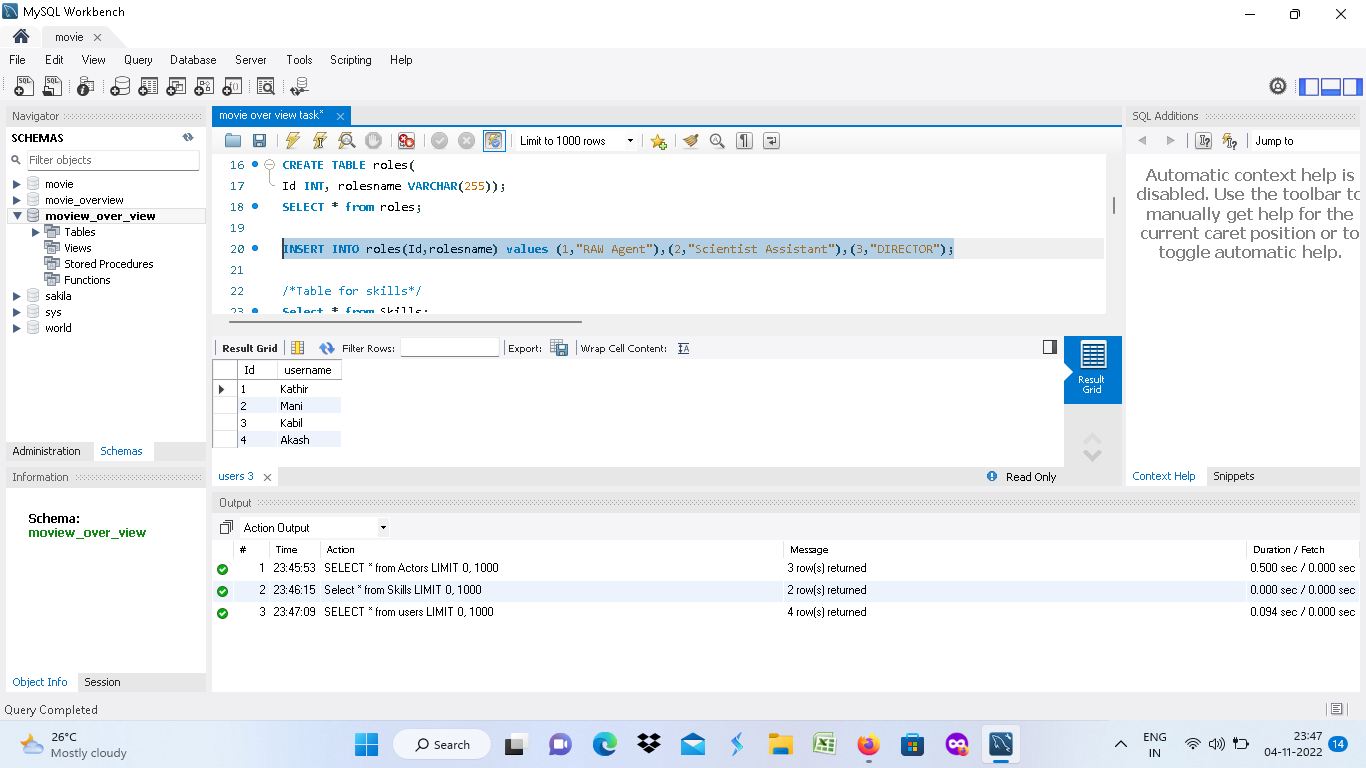 MySQL Workbench
movie
File Edit View Query Database Server Tools Scripting Help
Navigator
SCHEMAS
Filter objects
movie
movie_overview
moview_over_view
Tables
Views
Stored Procedures
Functions
sakila
sys
world
Administration Schemas
Information
Schema:
moview_over_view
Object Info Session
movie over view task*
Limit to 1000 rows
16 CREATE TABLE roles(
17 Id INT, rolesname VARCHAR(255));
18 SELECT * from roles;
19
20 INSERT INTO roles(Id,rolesname) values (1,"RAW Agent"),(2,"Scientist Assistant"),(3,"DIRECTOR");
21
22 /*Table for skills*/
23 Select * from Skills;
Result Grid Filter Rows: Export: Wrap Cell Content:
Id username
1 Kathir
2 Mani
3 Kabil
4 Akash
Result
Grid
users 3 Read Only
SQL Additions
Jump to
Automatic context help is
disabled. Use the toolbar to
manually get help for the
current caret position or to
toggle automatic help.
Context Help Snippets
Output
Action Output
# Time Action Message Duration / Fetch
1 23:45:53 SELECT * from Actors LIMIT 0, 1000 3 row(s) returned 0.500 sec / 0.000 sec
2 23:46:15 Select * from Skills LIMIT 0, 1000 2 row(s) returned 0.000 sec / 0.000 sec
3 23:47:09 SELECT * from users LIMIT 0, 1000 4 row(s) returned 0.094 sec / 0.000 sec
Query Completed
26°C
Mostly cloudy
Search
ENG
IN
23:47
04-11-2022
14